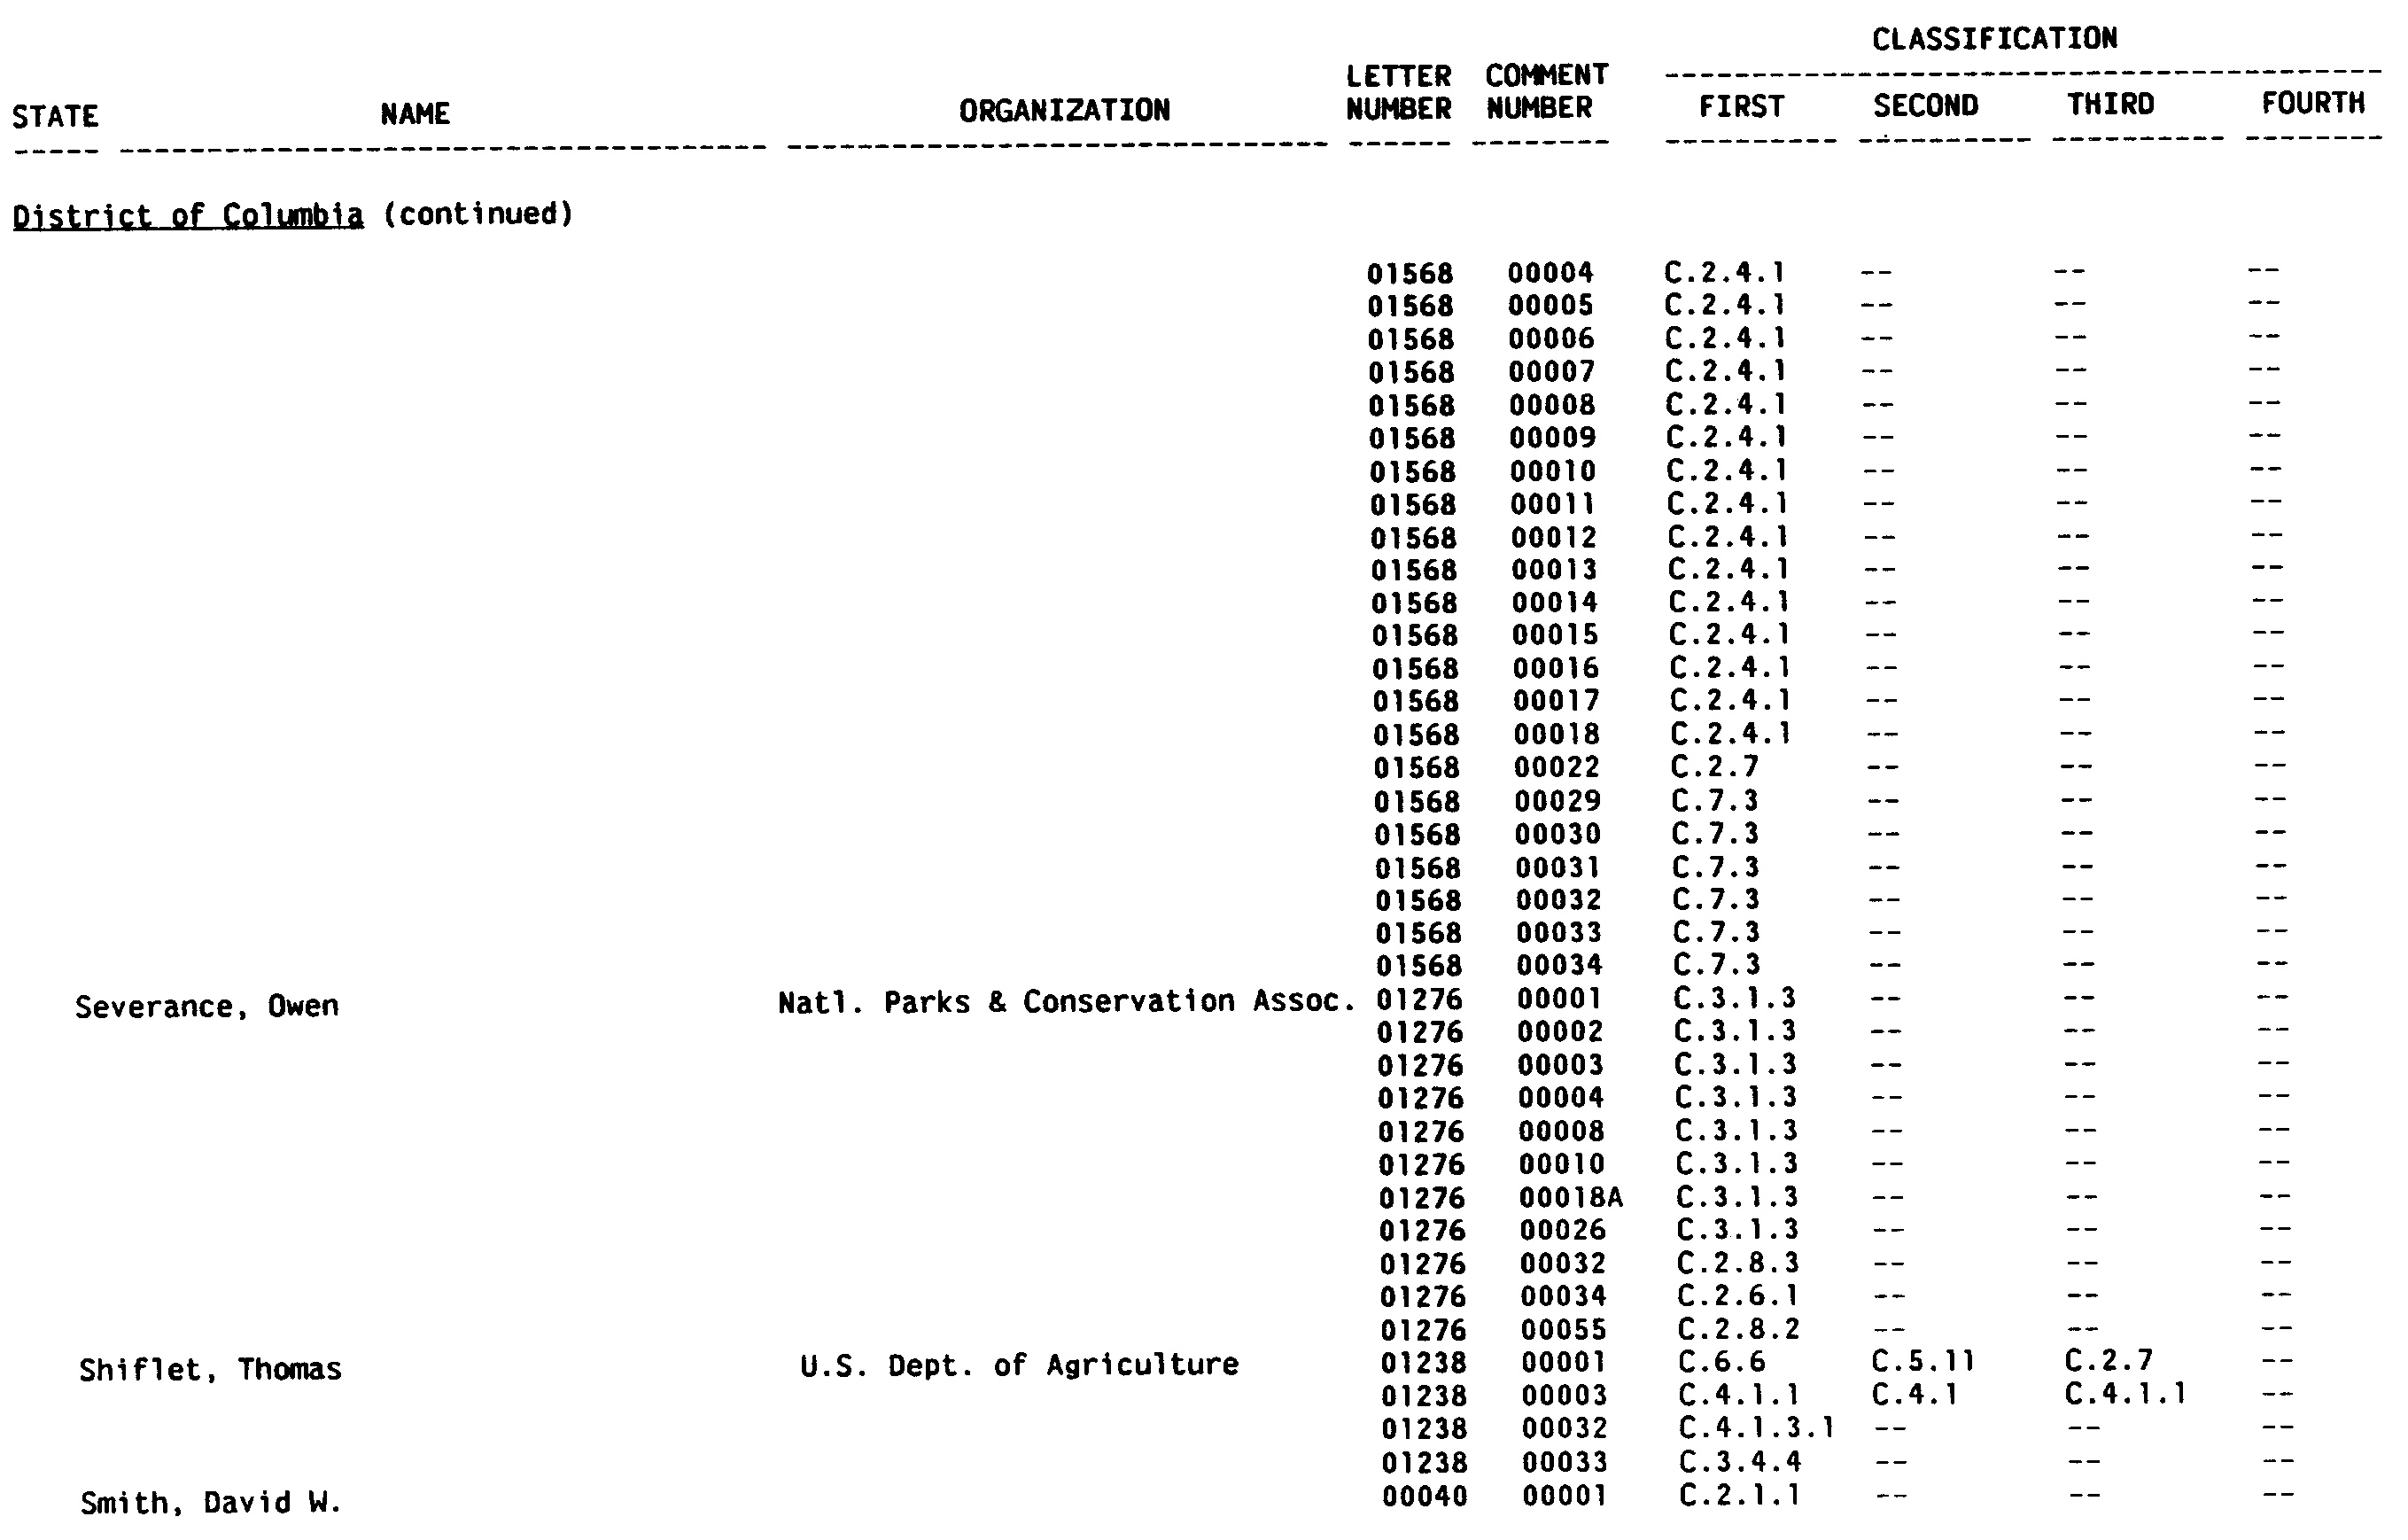 CLASSIFICATION
LETTER COMMENT ----------------------------------------
STATE NAME ORGANIZATION NUMBER NUMBER FIRST SECOND THIRD FOURTH
----- ------------------------------------- ------------------------------- ------ -------- ---------- ---------- ---------- --------
District of Columbia (continued)
01568 00004 C.2.4.1 -- -- --
01568 00005 C.2.4.1 -- -- --
01568 00006 C.2.4.1 -- -- --
01568 00007 C.2.4.1 -- -- --
01568 00008 C.2.4.1 -- -- --
01568 00009 C.2.4.1 -- -- --
01568 00010 C.2.4.1 -- -- --
01568 00011 C.2.4.1 -- -- --
01568 00012 C.2.4.1 -- -- --
01568 00013 C.2.4.1 -- -- --
01568 00014 C.2.4.1 -- -- --
01568 00015 C.2.4.1 -- -- --
01568 00016 C.2.4.1 -- -- --
01568 00017 C.2.4.1 -- -- --
01568 00018 C.2.4.1 -- -- --
01568 00022 C.2.7 -- -- --
01568 00029 C.7.3 -- -- --
01568 00030 C.7.3 -- -- --
01568 00031 C.7.3 -- -- --
01568 00032 C.7.3 -- -- --
01568 00033 C.7.3 -- -- --
01568 00034 C.7.3 -- -- --
Severance, Owen Natl. Parks & Conservation Assoc. 01276 00001 C.3.1.3 -- -- --
01276 00002 C.3.1.3 -- -- --
01276 00003 C.3.1.3 -- -- --
01276 00004 C.3.1.3 -- -- --
01276 00008 C.3.1.3 -- -- --
01276 00010 C.3.1.3 -- -- --
01276 00018A C.3.1.3 -- -- --
01276 00026 C.3.1.3 -- -- --
01276 00032 C.2.8.3 -- -- --
01276 00034 C.2.6.1 -- -- --
01276 00055 C.2.8.2 -- -- --
Shiflet, Thomas U.S. Dept. of Agriculture 01238 00001 C.6.6 C.5.11 C.2.7 --
01238 00003 C.4.1.1 C.4.1 C.4.1.1 --
01238 00032 C.4.1.3.1 -- -- --
01238 00033 C.3.4.4 -- -- --
Smith, David W. 00040 00001 C.2.1.1 -- -- --